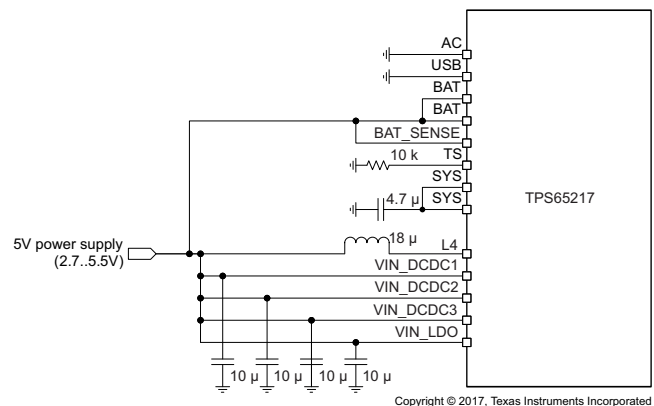 AC
USB
BAT
BAT
BAT_SENSE
10 k
TS
SYS
4.7 µ
SYS
TPS65217
5V power supply
(2.7..5.5V)
18 µ
L4
VIN_DCDC1
VIN_DCDC2
VIN_DCDC3
VIN_LDO
10 µ
10 µ
10 µ
10 µ
Copyright © 2017, Texas Instruments Incorporated